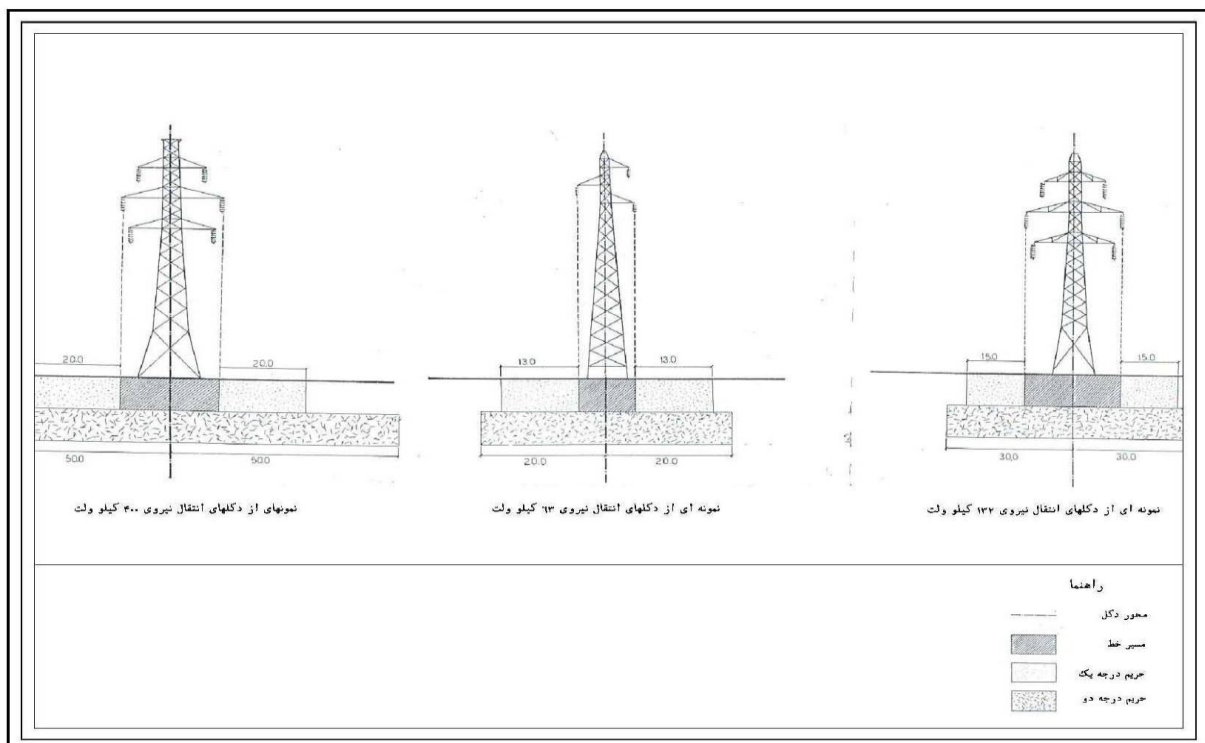 20.0
20.0
50.0
50.0
نمونهای از دکلهای انتقال نیروی ۴۰۰ کیلو ولت
13.0
13.0
20.0
20.0
نمونه ای از دکلهای انتقال نیروی ٦٣ کیلو ولت
15.0
15.0
30.0
30.0
نمونه ای از دکلهای انتقال نیروی ۱۳۲ کیلو ولت
راهنما
محور دکل
مسیر خط
حریم درجه یک
حریم درجه دو